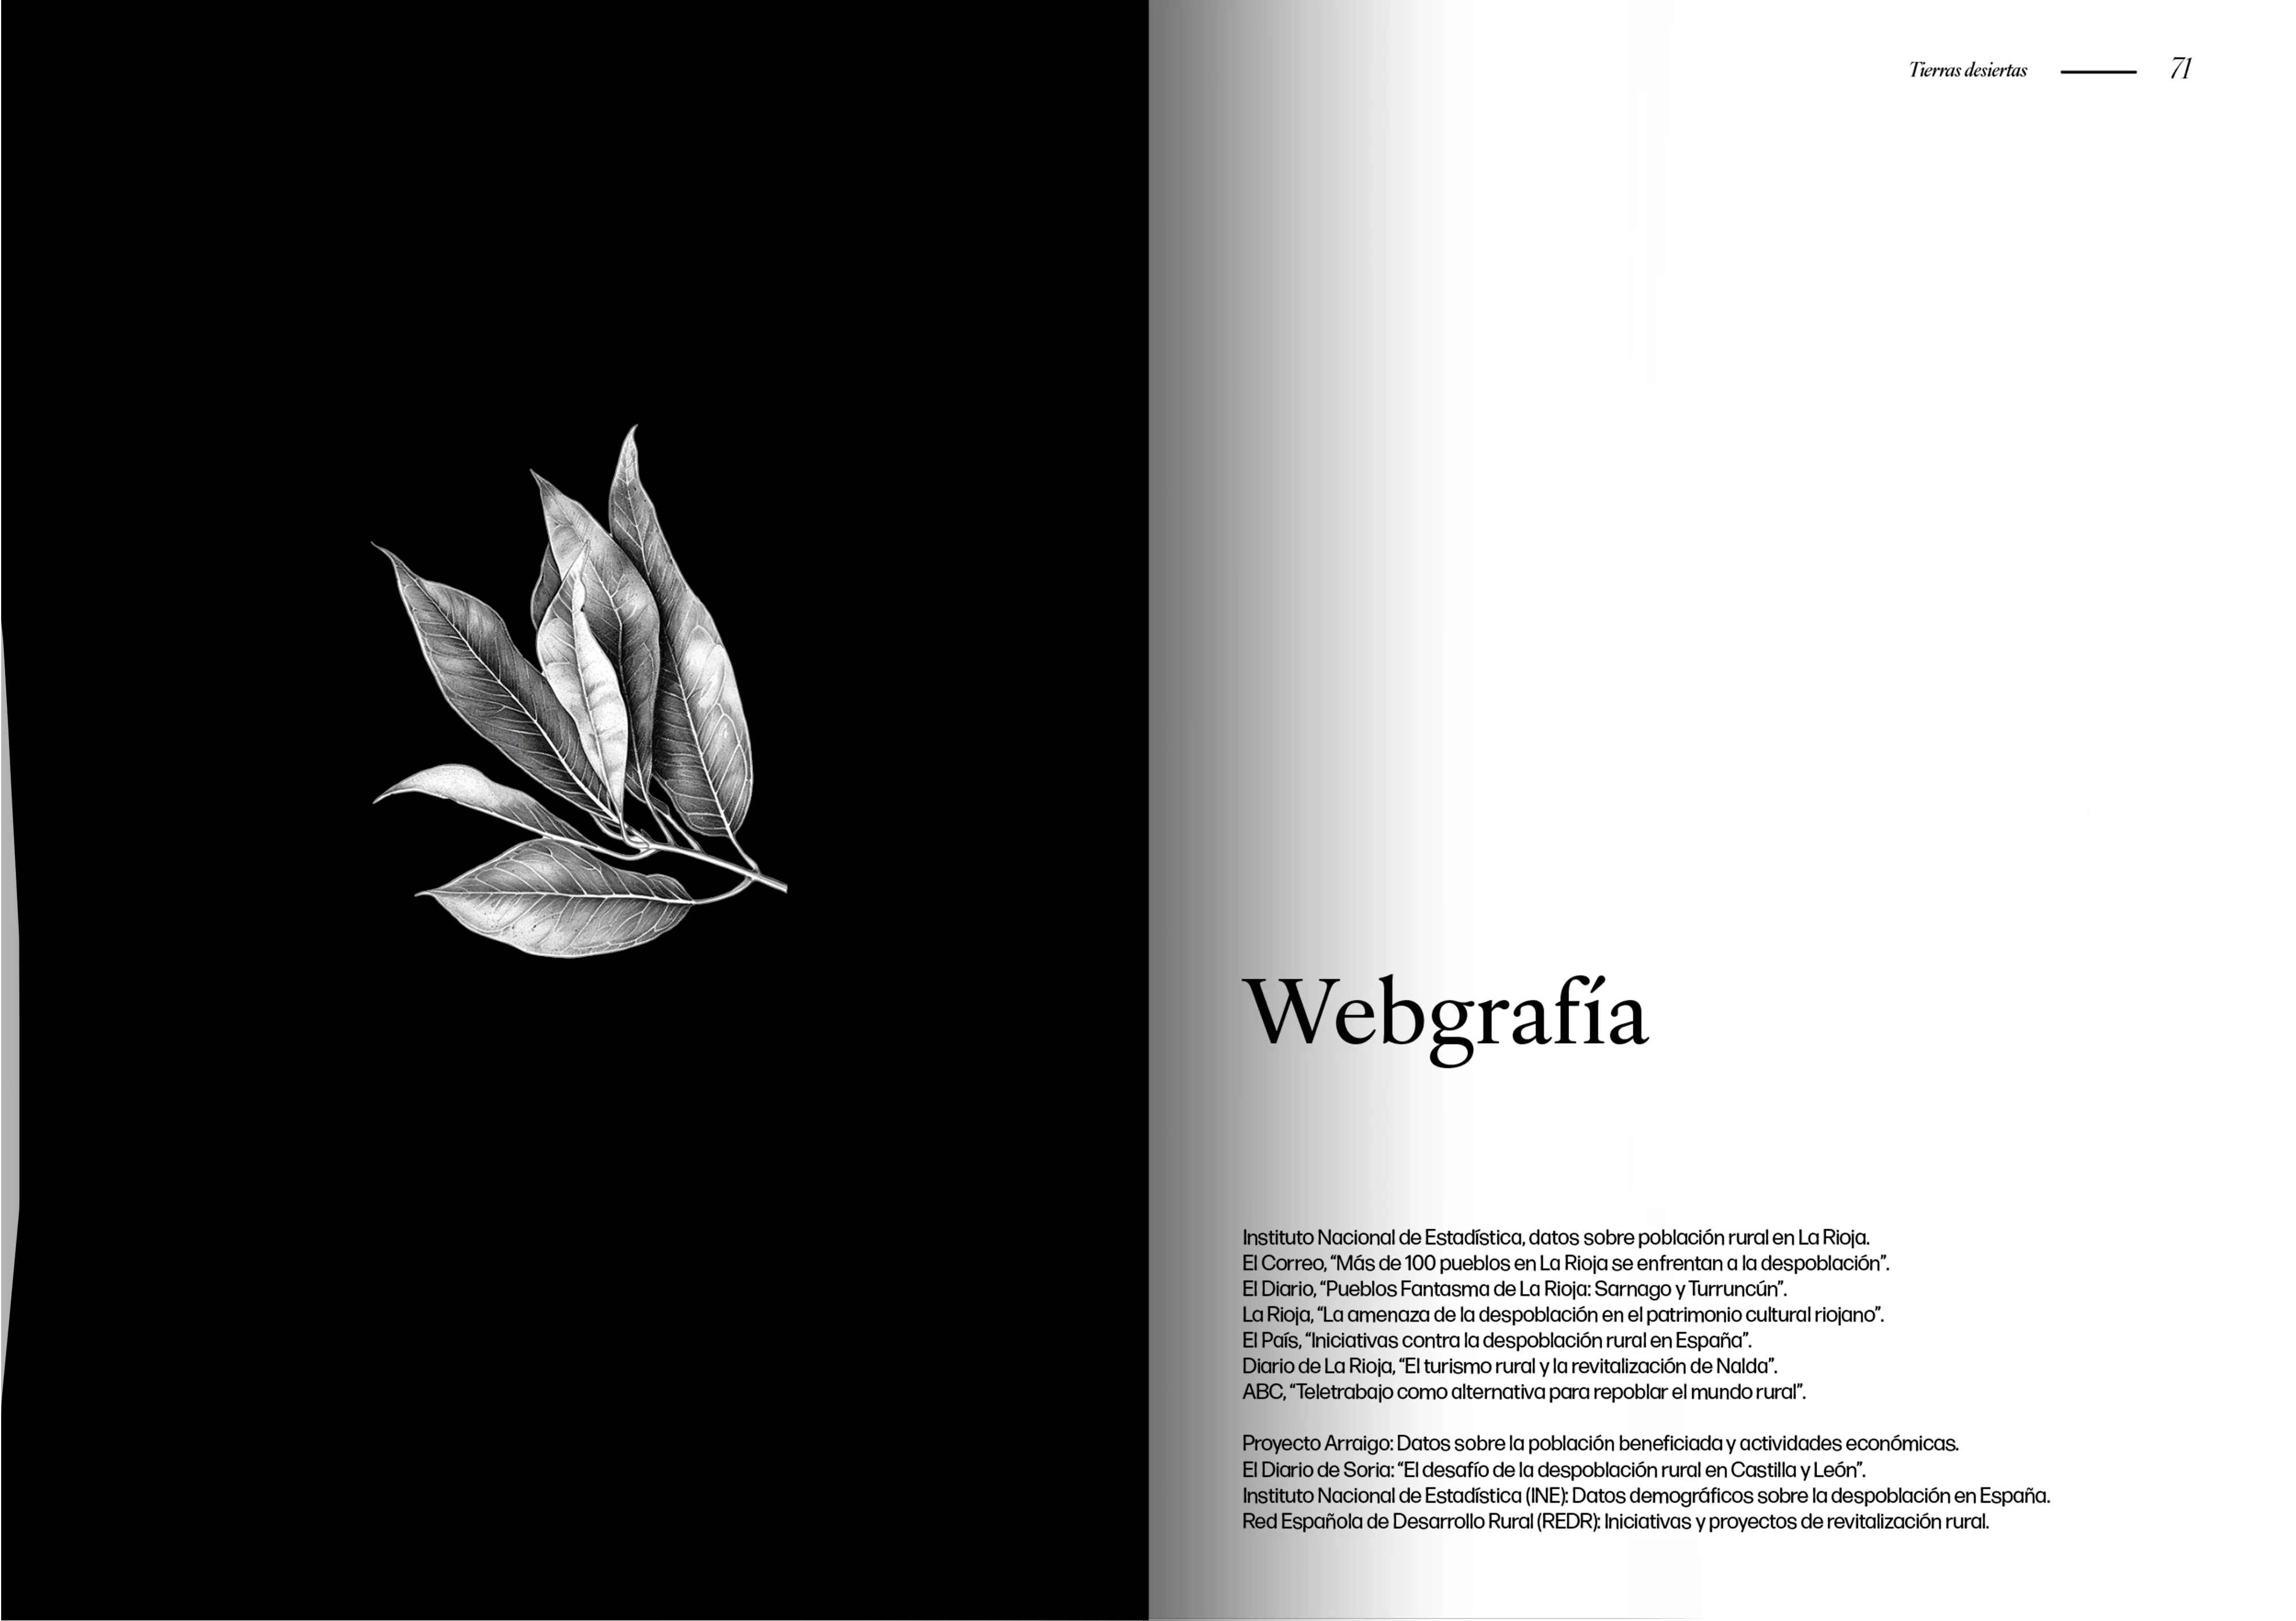 Tierras desiertas
71
Webgrafía
Instituto Nacional de Estadística, datos sobre población rural en La Rioja.
El Correo, “Más de 100 pueblos en La Rioja se enfrentan a la despoblación”.
El Diario, “Pueblos Fantasma de La Rioja: Sarnago y Turruncún”.
La Rioja, “La amenaza de la despoblación en el patrimonio cultural riojano”.
El País, “Iniciativas contra la despoblación rural en España”.
Diario de La Rioja, “El turismo rural y la revitalización de Nalda”.
ABC, “Teletrabajo como alternativa para repoblar el mundo rural”.
Proyecto Arraigo: Datos sobre la población beneficiada y actividades económicas.
El Diario de Soria: “El desafío de la despoblación rural en Castilla y León”.
Instituto Nacional de Estadística (INE): Datos demográficos sobre la despoblación en España.
Red Española de Desarrollo Rural (REDR): Iniciativas y proyectos de revitalización rural.